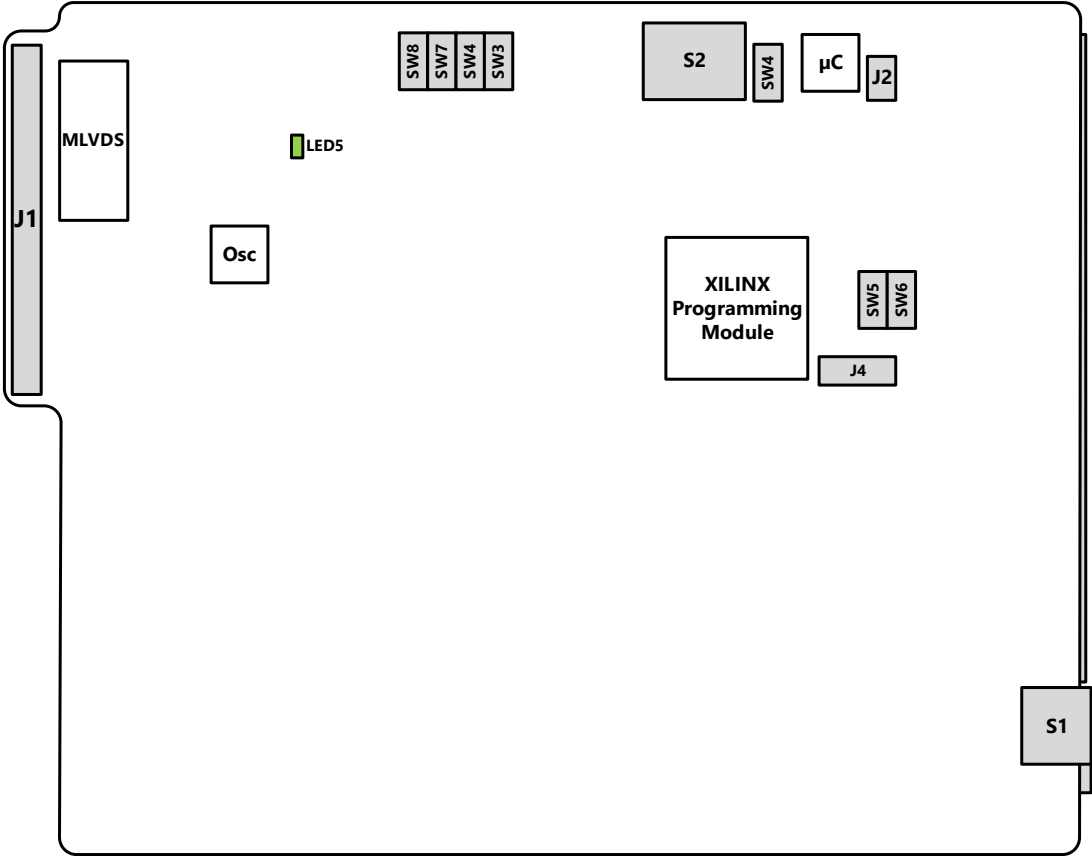 SW8
SW7
SW4
SW3
S2
SW4
µC
J2
MLVDS
LED5
J1
Osc
XILINX
Programming
Module
SW5
SW6
J4
S1